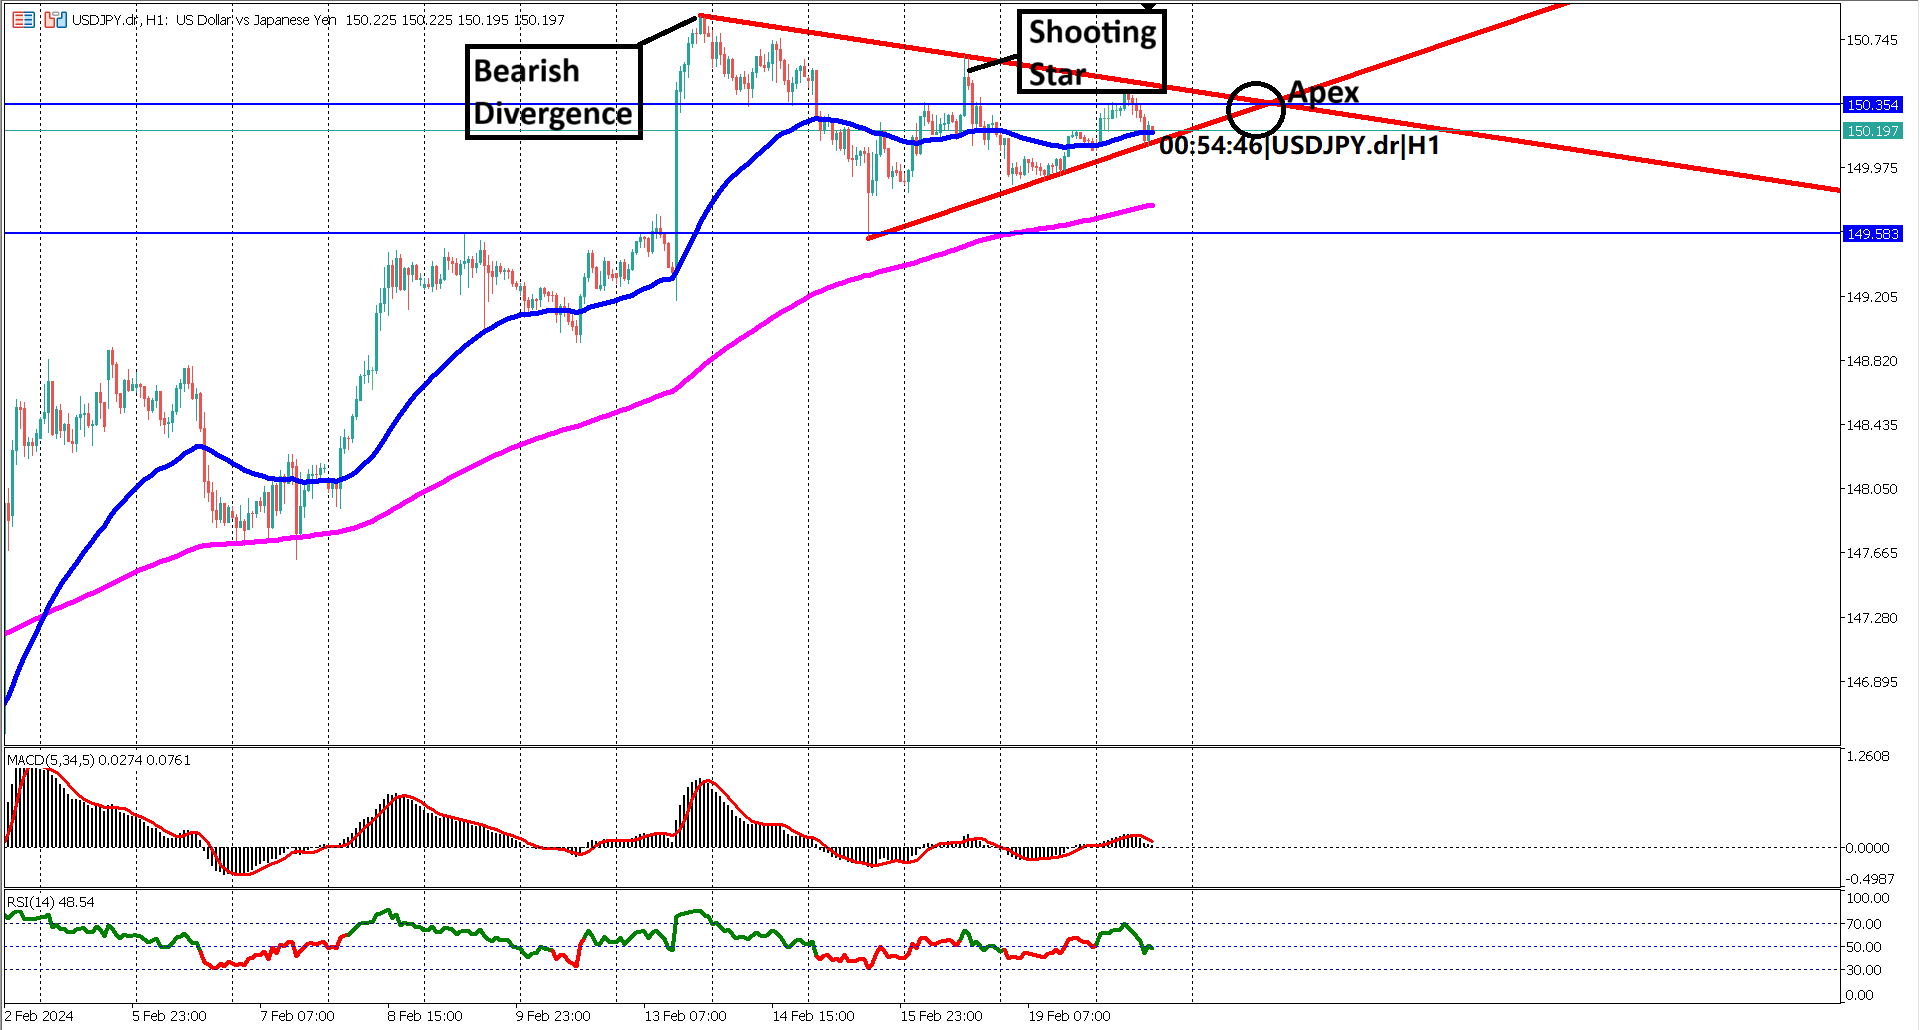 USDJPY.dr, H1: US Dollar vs Japanese Yen 150.225 150.225 150.195 150.197
Bearish
Divergence
Shooting
Star
Apex
00:54:46|USDJPY.dr|H1
150.745
150.354
150.197
149.975
149.583
149.205
148.820
148.435
148.050
147.665
147.280
146.895
MACD(5,34,5) 0.0274 0.0761
1.2608
0.0000
-0.4987
RSI(14) 48.54
100.00
70.00
50.00
30.00
0.00
2 Feb 2024
5 Feb 23:00
7 Feb 07:00
8 Feb 15:00
9 Feb 23:00
13 Feb 07:00
14 Feb 15:00
15 Feb 23:00
19 Feb 07:00